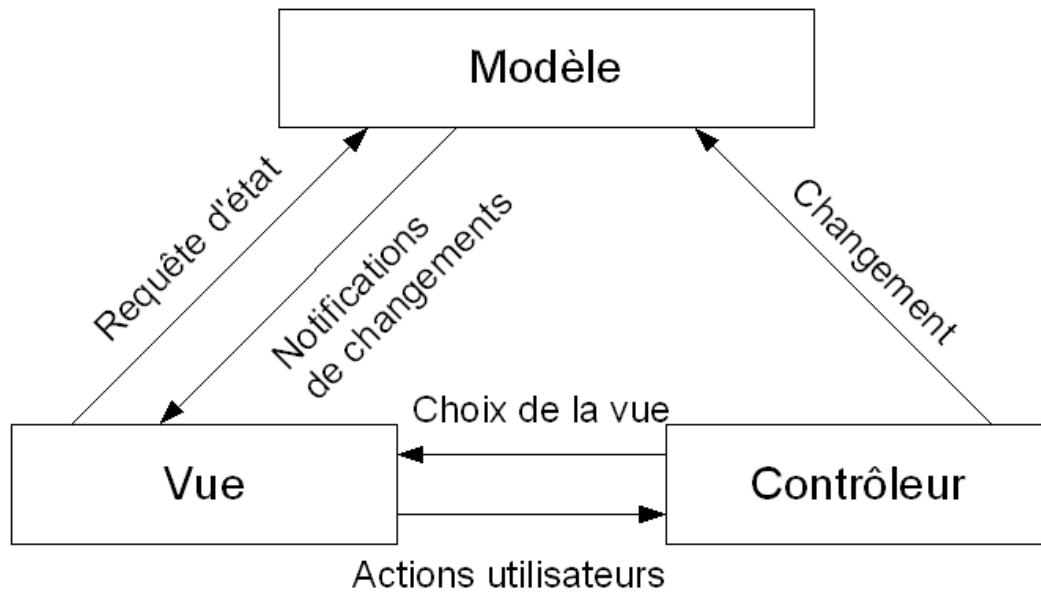 Modèle
Requête d'état
Notifications
de changements
Changement
Choix de la vue
Vue
Contrôleur
Actions utilisateurs